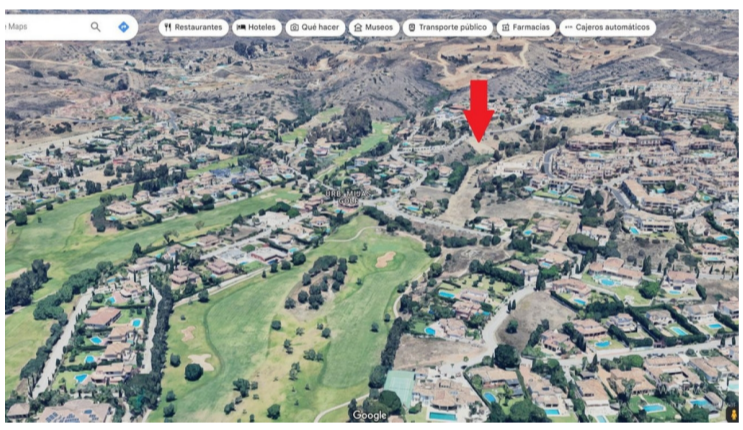 Maps
Restaurantes
Hoteles
Qué hacer
Museos
Transporte público
Farmacias
Cajeros automáticos
Google